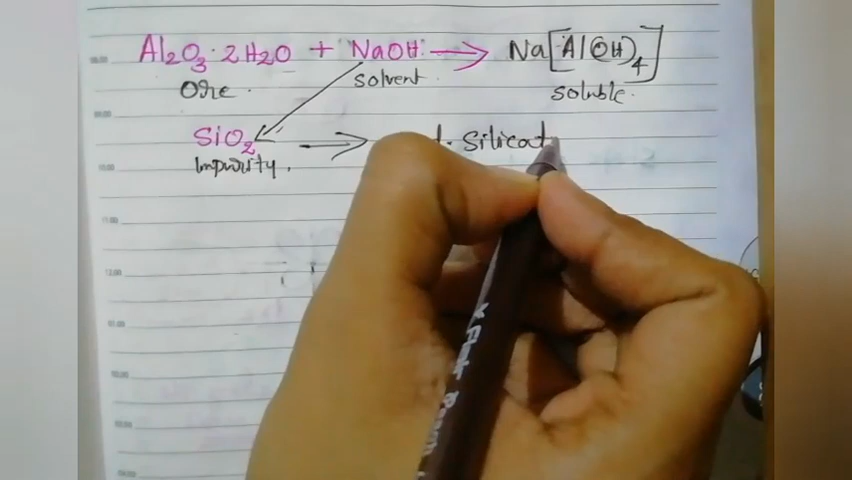 Al2O3·2H2O + NaOH → Na[Al(OH)4]
Ore. solvent. soluble.
SiO2 ⇒ Silicat
Impurity.